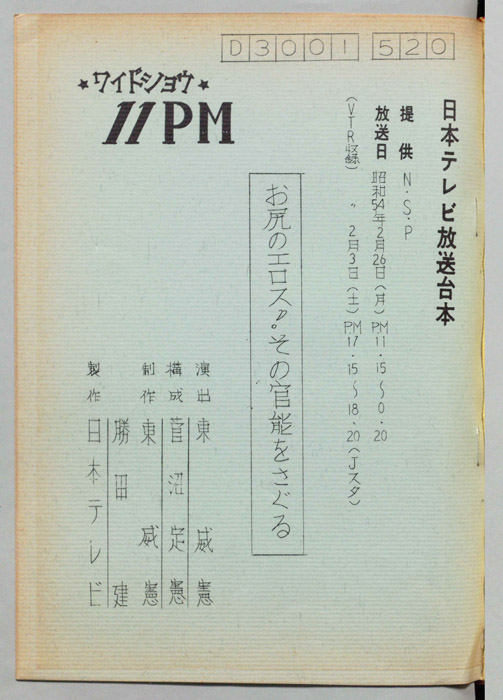 D3001 520
★ワイドショウ★
11PM
日本テレビ放送台本
提供 N.S.P
放送日 昭和54年2月26日(月)PM11.15〜0.20
(VTR収録) 〃 2月3日(土)PM17.15〜18.20(Jスタ)
お尻のエロス〃。その官能をさぐる
演出 東 威憲
構成 菅沼定憲
制作 東 威憲
勝田 建
製作 日本テレビ